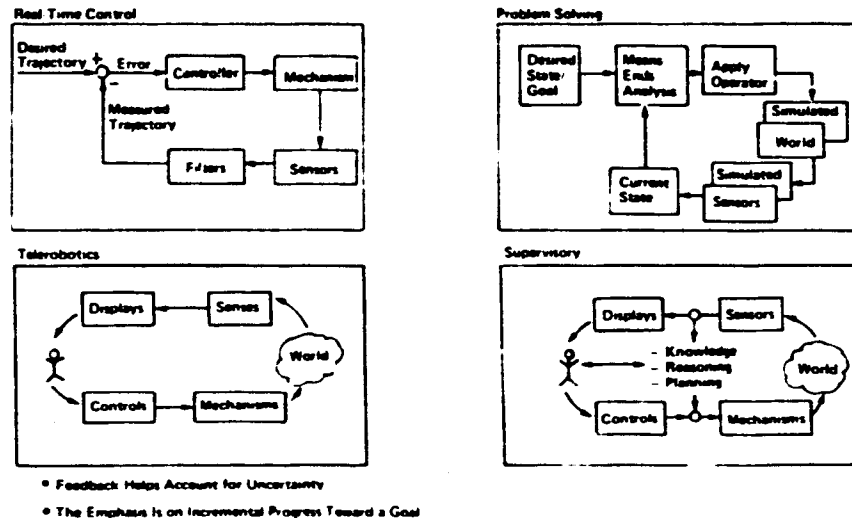 Real Time Control
Desired
Trajectory
+
Error
Controller
Mechanism
-
Measured
Trajectory
Filters
Sensors
Problem Solving
Desired
State/
Goal
Means
Ends
Analysis
Apply
Operator
Simulated
World
Simulated
Sensors
Current
State
Telerobotics
Displays
Senses
World
Controls
Mechanisms
Supervisory
Displays
Sensors
- Knowledge
- Reasoning
- Planning
World
Controls
Mechanisms
• Feedback Helps Account for Uncertainty
• The Emphasis Is on Incremental Progress Toward a Goal